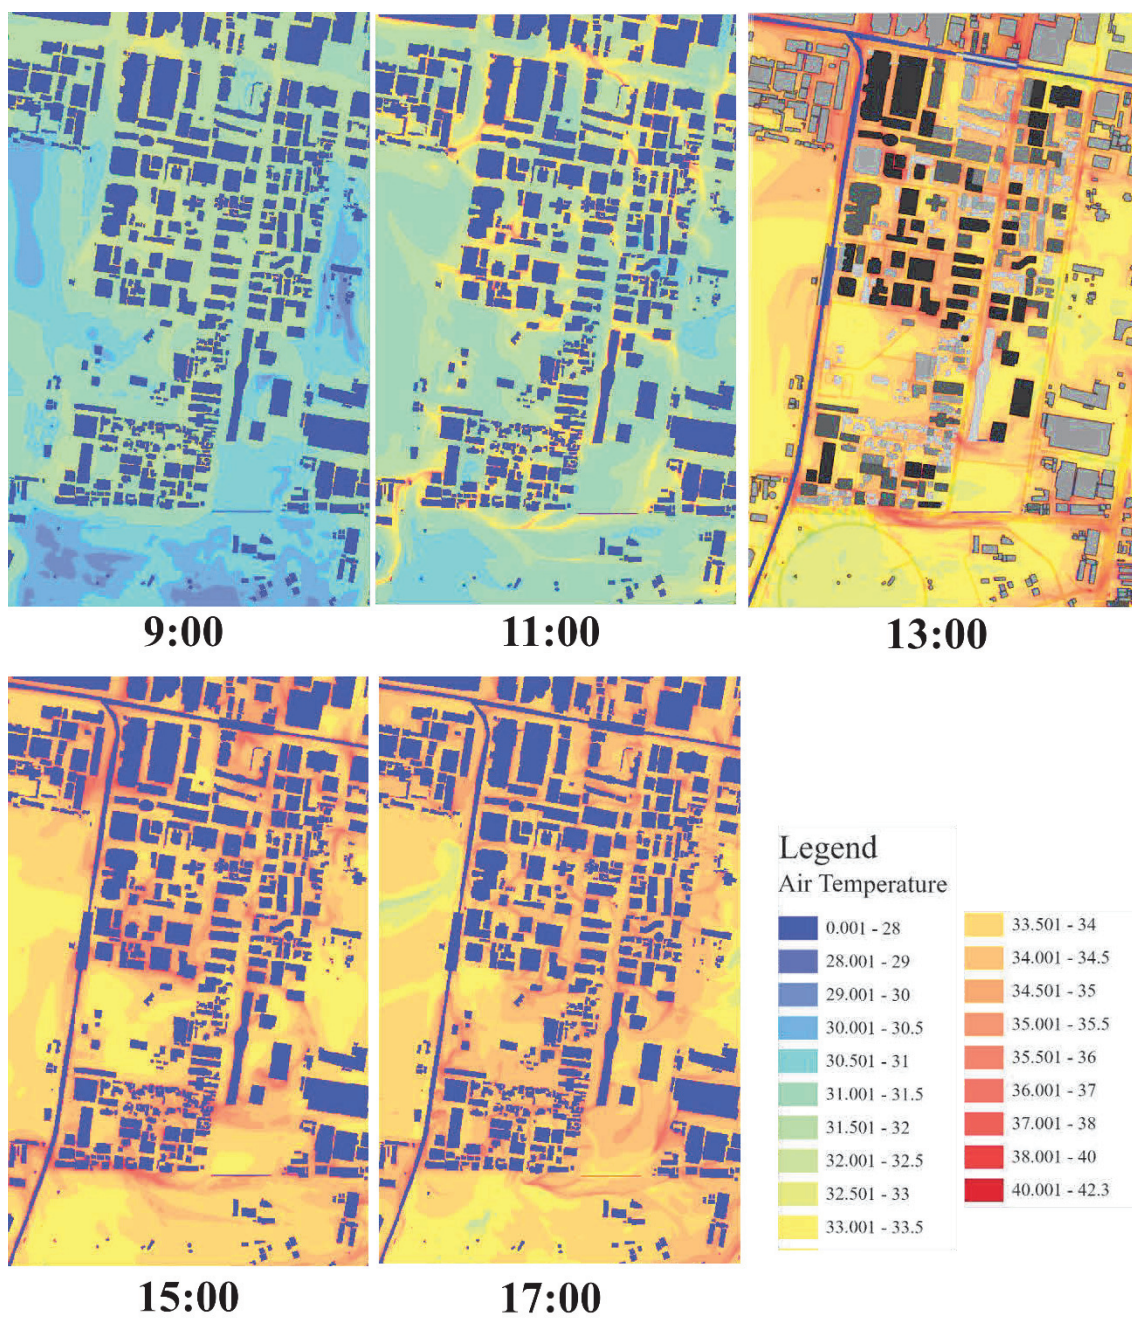 9:00
11:00
13:00
15:00
17:00
Legend
Air Temperature
0.001 - 28
28.001 - 29
29.001 - 30
30.001 - 30.5
30.501 - 31
31.001 - 31.5
31.501 - 32
32.001 - 32.5
32.501 - 33
33.001 - 33.5
33.501 - 34
34.001 - 34.5
34.501 - 35
35.001 - 35.5
35.501 - 36
36.001 - 37
37.001 - 38
38.001 - 40
40.001 - 42.3